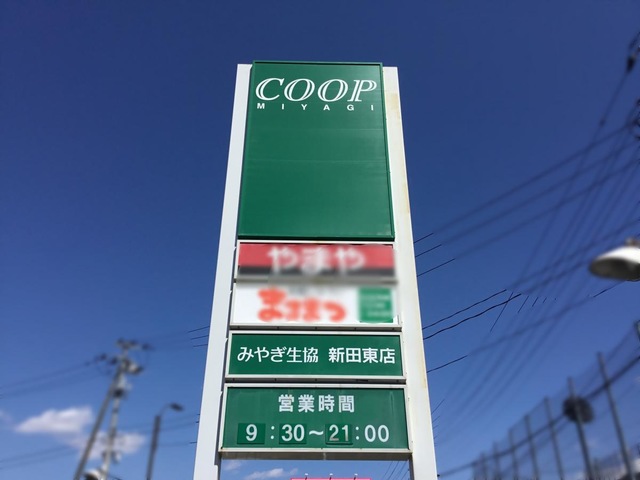 COOP
MIYAGI
やまや
みやぎ生協 新田東店
営業時間
9:30~21:00